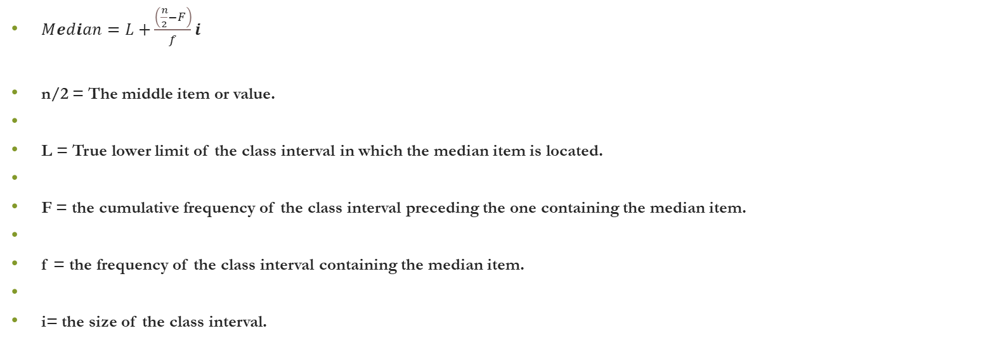 • Median = L + (n/2 − F)/f i
• n/2 = The middle item or value.
•
• L = True lower limit of the class interval in which the median item is located.
•
• F = the cumulative frequency of the class interval preceding the one containing the median item.
•
• f = the frequency of the class interval containing the median item.
•
• i= the size of the class interval.